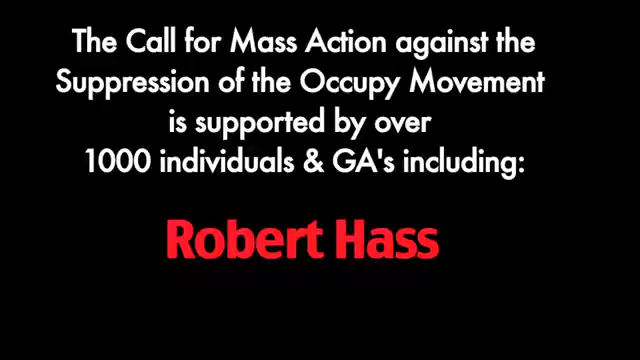 The Call for Mass Action against the
Suppression of the Occupy Movement
is supported by over
1000 individuals & GA's including:
Robert Hass